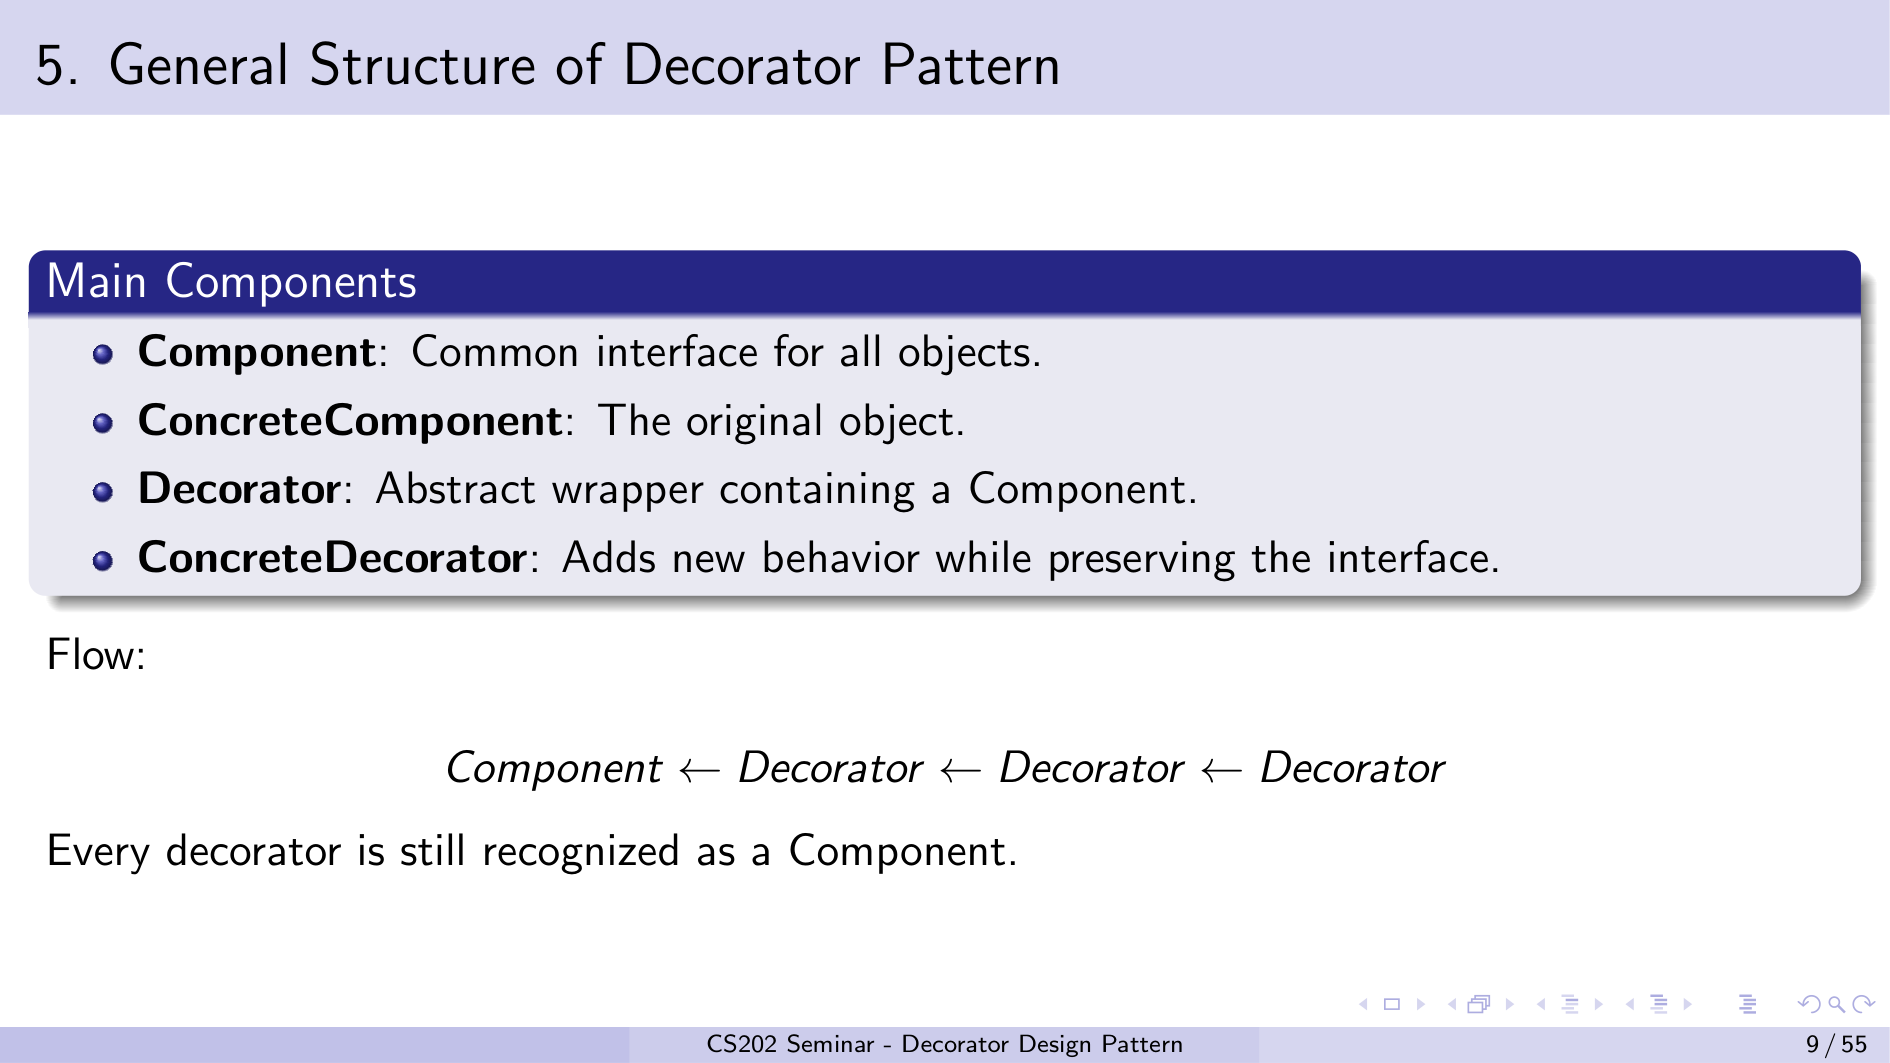 5. General Structure of Decorator Pattern
Main Components
Component: Common interface for all objects.
ConcreteComponent: The original object.
Decorator: Abstract wrapper containing a Component.
ConcreteDecorator: Adds new behavior while preserving the interface.
Flow:
Component ← Decorator ← Decorator ← Decorator
Every decorator is still recognized as a Component.
CS202 Seminar - Decorator Design Pattern
9 / 55